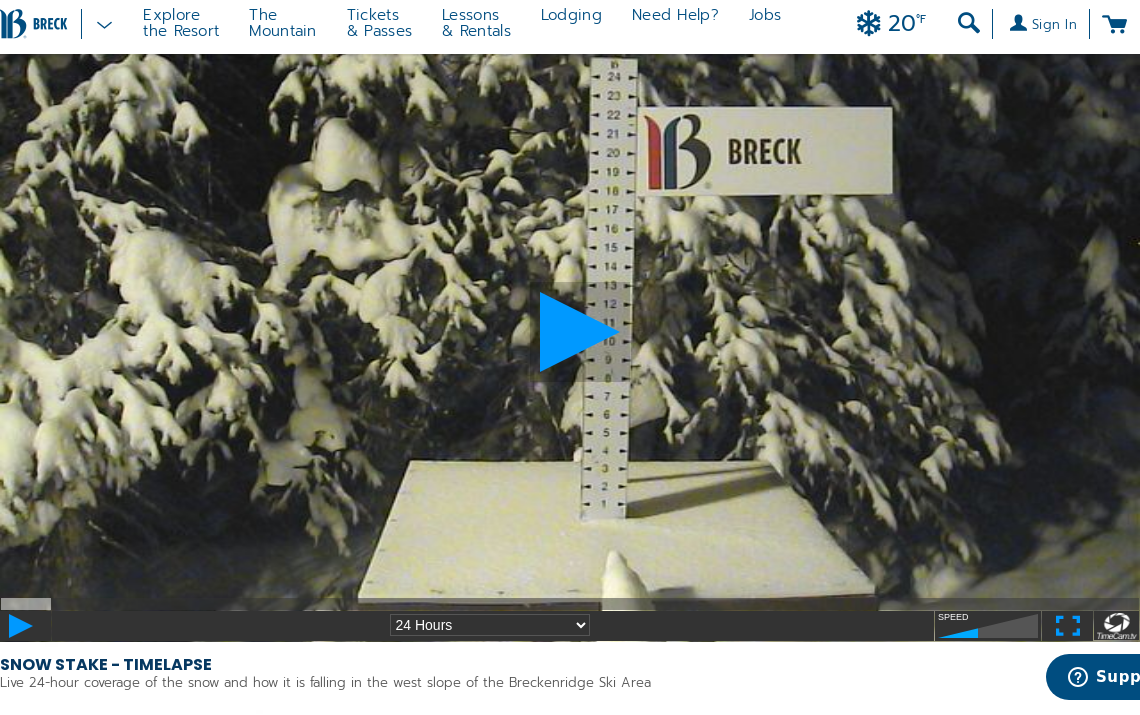 BRECK
Explore
the Resort
The
Mountain
Tickets
& Passes
Lessons
& Rentals
Lodging
Need Help?
Jobs
20°F
Sign In
24
23
22
21
20
19
18
17
16
15
14
13
12
11
10
9
8
7
6
5
4
3
2
1
BRECK
24 Hours
SPEED
TimeCam.tv
SNOW STAKE - TIMELAPSE
Live 24-hour coverage of the snow and how it is falling in the west slope of the Breckenridge Ski Area
Supp